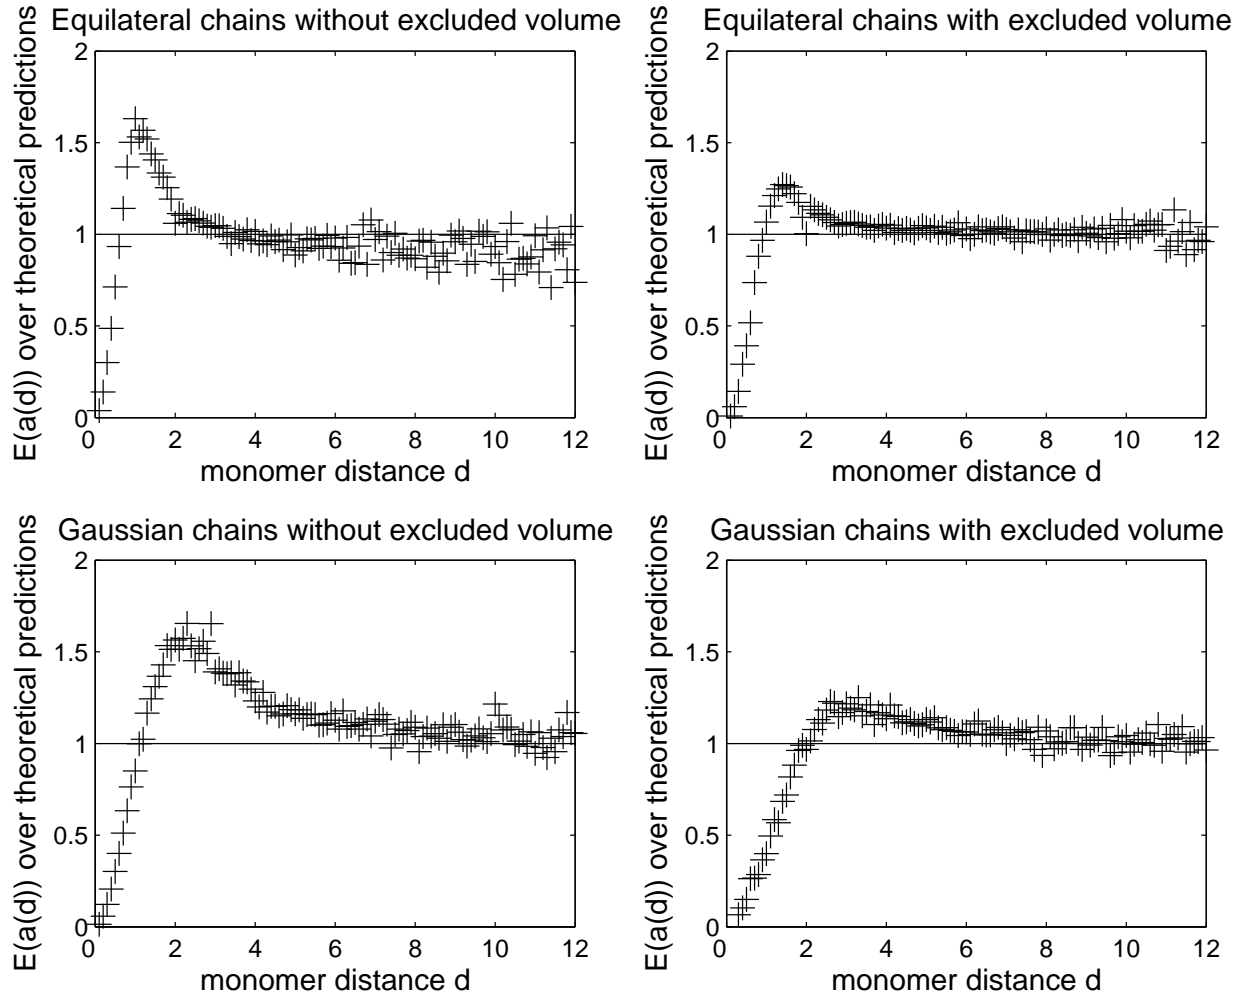 Equilateral chains without excluded volume
E(a(d)) over theoretical predictions
2
1.5
1
0.5
0
0 2 4 6 8 10 12
monomer distance d
Equilateral chains with excluded volume
E(a(d)) over theoretical predictions
2
1.5
1
0.5
0
0 2 4 6 8 10 12
monomer distance d
Gaussian chains without excluded volume
E(a(d)) over theoretical predictions
2
1.5
1
0.5
0
0 2 4 6 8 10 12
monomer distance d
Gaussian chains with excluded volume
E(a(d)) over theoretical predictions
2
1.5
1
0.5
0
0 2 4 6 8 10 12
monomer distance d